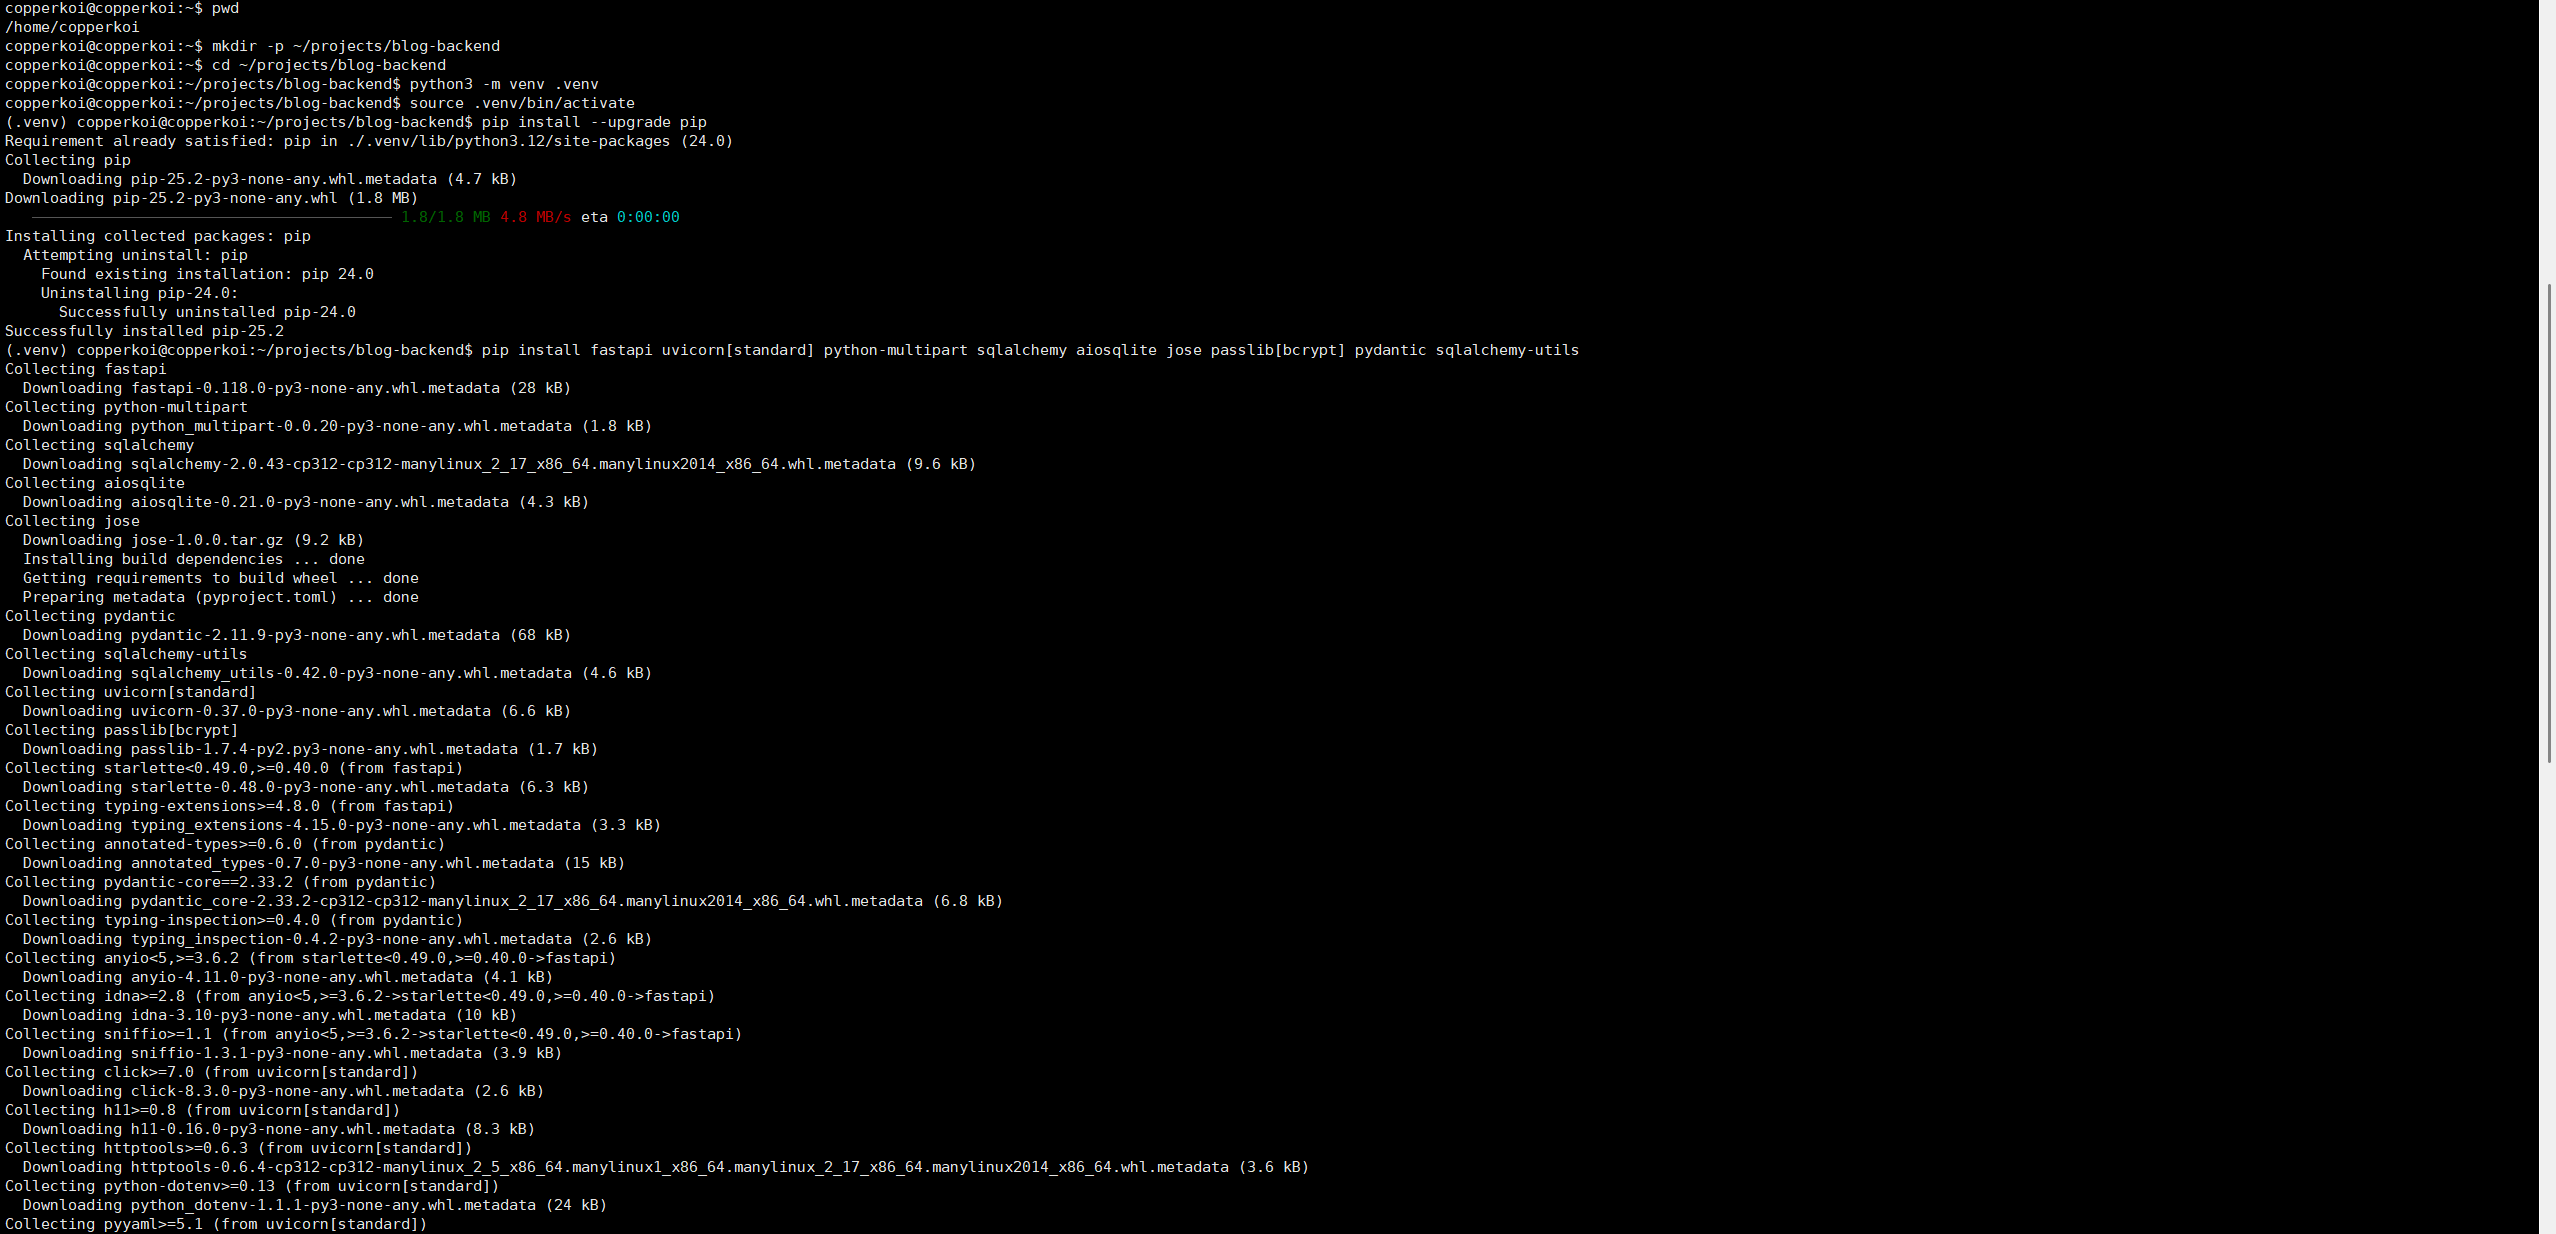 copperkoi@copperkoi:~$ pwd
/home/copperkoi
copperkoi@copperkoi:~$ mkdir -p ~/projects/blog-backend
copperkoi@copperkoi:~$ cd ~/projects/blog-backend
copperkoi@copperkoi:~/projects/blog-backend$ python3 -m venv .venv
copperkoi@copperkoi:~/projects/blog-backend$ source .venv/bin/activate
(.venv) copperkoi@copperkoi:~/projects/blog-backend$ pip install --upgrade pip
Requirement already satisfied: pip in ./.venv/lib/python3.12/site-packages (24.0)
Collecting pip
  Downloading pip-25.2-py3-none-any.whl.metadata (4.7 kB)
Downloading pip-25.2-py3-none-any.whl (1.8 MB)
1.8/1.8 MB 4.8 MB/s eta 0:00:00
Installing collected packages: pip
  Attempting uninstall: pip
    Found existing installation: pip 24.0
    Uninstalling pip-24.0:
      Successfully uninstalled pip-24.0
Successfully installed pip-25.2
(.venv) copperkoi@copperkoi:~/projects/blog-backend$ pip install fastapi uvicorn[standard] python-multipart sqlalchemy aiosqlite jose passlib[bcrypt] pydantic sqlalchemy-utils
Collecting fastapi
  Downloading fastapi-0.118.0-py3-none-any.whl.metadata (28 kB)
Collecting python-multipart
  Downloading python_multipart-0.0.20-py3-none-any.whl.metadata (1.8 kB)
Collecting sqlalchemy
  Downloading sqlalchemy-2.0.43-cp312-cp312-manylinux_2_17_x86_64.manylinux2014_x86_64.whl.metadata (9.6 kB)
Collecting aiosqlite
  Downloading aiosqlite-0.21.0-py3-none-any.whl.metadata (4.3 kB)
Collecting jose
  Downloading jose-1.0.0.tar.gz (9.2 kB)
  Installing build dependencies ... done
  Getting requirements to build wheel ... done
  Preparing metadata (pyproject.toml) ... done
Collecting pydantic
  Downloading pydantic-2.11.9-py3-none-any.whl.metadata (68 kB)
Collecting sqlalchemy-utils
  Downloading sqlalchemy_utils-0.42.0-py3-none-any.whl.metadata (4.6 kB)
Collecting uvicorn[standard]
  Downloading uvicorn-0.37.0-py3-none-any.whl.metadata (6.6 kB)
Collecting passlib[bcrypt]
  Downloading passlib-1.7.4-py2.py3-none-any.whl.metadata (1.7 kB)
Collecting starlette<0.49.0,>=0.40.0 (from fastapi)
  Downloading starlette-0.48.0-py3-none-any.whl.metadata (6.3 kB)
Collecting typing-extensions>=4.8.0 (from fastapi)
  Downloading typing_extensions-4.15.0-py3-none-any.whl.metadata (3.3 kB)
Collecting annotated-types>=0.6.0 (from pydantic)
  Downloading annotated_types-0.7.0-py3-none-any.whl.metadata (15 kB)
Collecting pydantic-core==2.33.2 (from pydantic)
  Downloading pydantic_core-2.33.2-cp312-cp312-manylinux_2_17_x86_64.manylinux2014_x86_64.whl.metadata (6.8 kB)
Collecting typing-inspection>=0.4.0 (from pydantic)
  Downloading typing_inspection-0.4.2-py3-none-any.whl.metadata (2.6 kB)
Collecting anyio<5,>=3.6.2 (from starlette<0.49.0,>=0.40.0->fastapi)
  Downloading anyio-4.11.0-py3-none-any.whl.metadata (4.1 kB)
Collecting idna>=2.8 (from anyio<5,>=3.6.2->starlette<0.49.0,>=0.40.0->fastapi)
  Downloading idna-3.10-py3-none-any.whl.metadata (10 kB)
Collecting sniffio>=1.1 (from anyio<5,>=3.6.2->starlette<0.49.0,>=0.40.0->fastapi)
  Downloading sniffio-1.3.1-py3-none-any.whl.metadata (3.9 kB)
Collecting click>=7.0 (from uvicorn[standard])
  Downloading click-8.3.0-py3-none-any.whl.metadata (2.6 kB)
Collecting h11>=0.8 (from uvicorn[standard])
  Downloading h11-0.16.0-py3-none-any.whl.metadata (8.3 kB)
Collecting httptools>=0.6.3 (from uvicorn[standard])
  Downloading httptools-0.6.4-cp312-cp312-manylinux_2_5_x86_64.manylinux1_x86_64.manylinux_2_17_x86_64.manylinux2014_x86_64.whl.metadata (3.6 kB)
Collecting python-dotenv>=0.13 (from uvicorn[standard])
  Downloading python_dotenv-1.1.1-py3-none-any.whl.metadata (24 kB)
Collecting pyyaml>=5.1 (from uvicorn[standard])